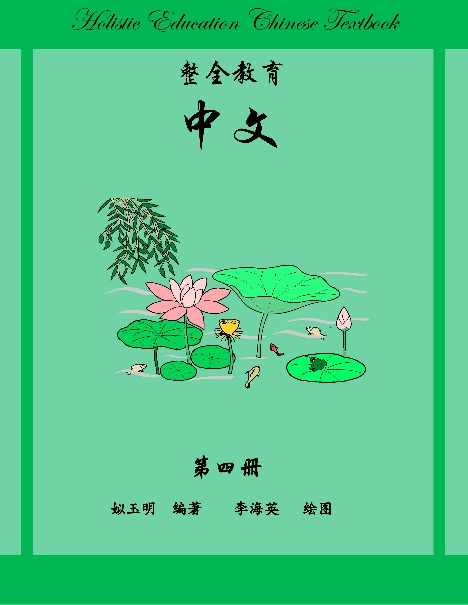 Holistic Education Chinese Textbook
整全教育
中文
第四册
姒玉明 编著 李海英 绘图